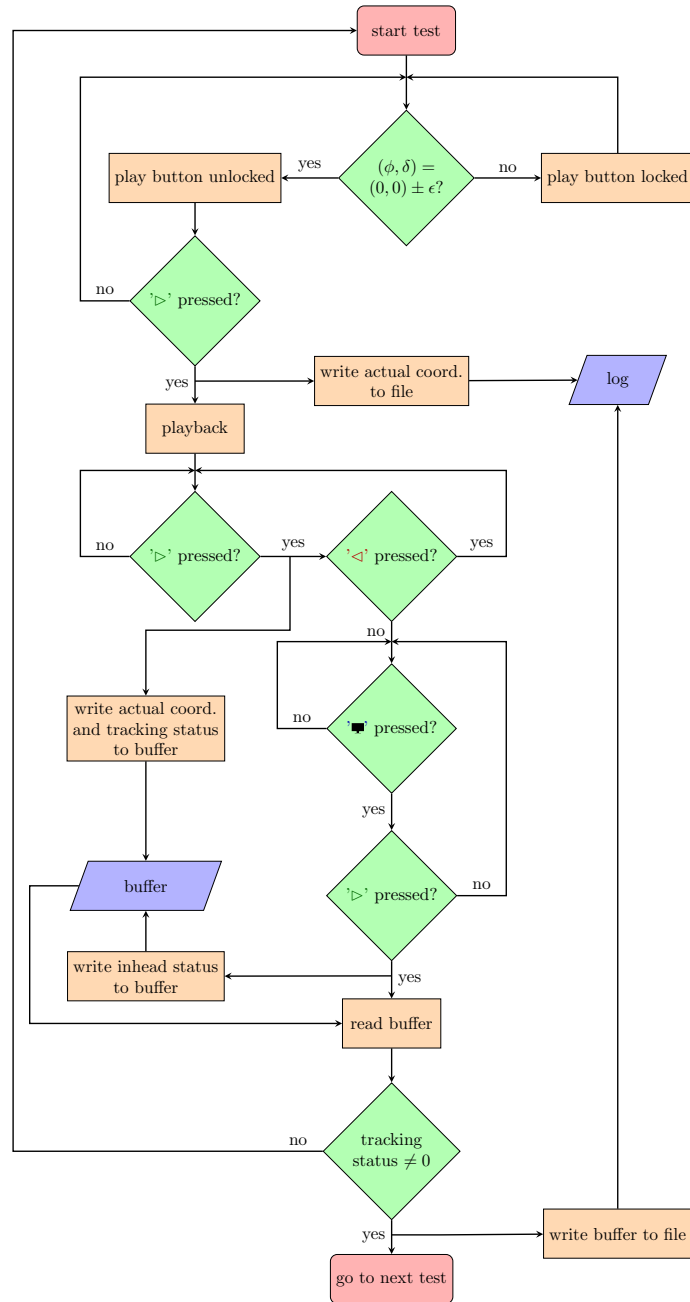 start test
(ϕ, δ) =
(0, 0) ± ϵ?
yes
no
play button unlocked
play button locked
'▷' pressed?
no
yes
write actual coord.
to file
log
playback
'▷' pressed?
no
yes
'◁' pressed?
yes
no
write actual coord.
and tracking status
to buffer
'🖵' pressed?
no
yes
buffer
'▷' pressed?
no
write inhead status
to buffer
yes
read buffer
tracking
status ≠ 0
no
yes
write buffer to file
go to next test